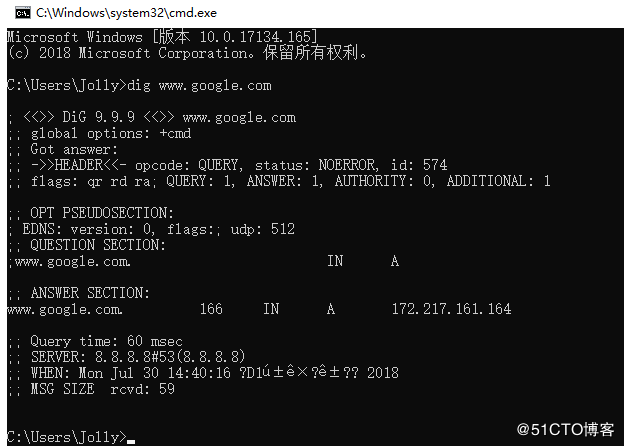 C:\Windows\system32\cmd.exe
Microsoft Windows [版本 10.0.17134.165]
(c) 2018 Microsoft Corporation。保留所有权利。
C:\Users\Jolly>dig www.google.com
; <<>> DiG 9.9.9 <<>> www.google.com
;; global options: +cmd
;; Got answer:
;; ->>HEADER<<- opcode: QUERY, status: NOERROR, id: 574
;; flags: qr rd ra; QUERY: 1, ANSWER: 1, AUTHORITY: 0, ADDITIONAL: 1
;; OPT PSEUDOSECTION:
; EDNS: version: 0, flags:; udp: 512
;; QUESTION SECTION:
;www.google.com. IN A
;; ANSWER SECTION:
www.google.com. 166 IN A 172.217.161.164
;; Query time: 60 msec
;; SERVER: 8.8.8.8#53(8.8.8.8)
;; WHEN: Mon Jul 30 14:40:16 ?D1ú±ê×?ê±?? 2018
;; MSG SIZE rcvd: 59
C:\Users\Jolly>
@51CTO博客